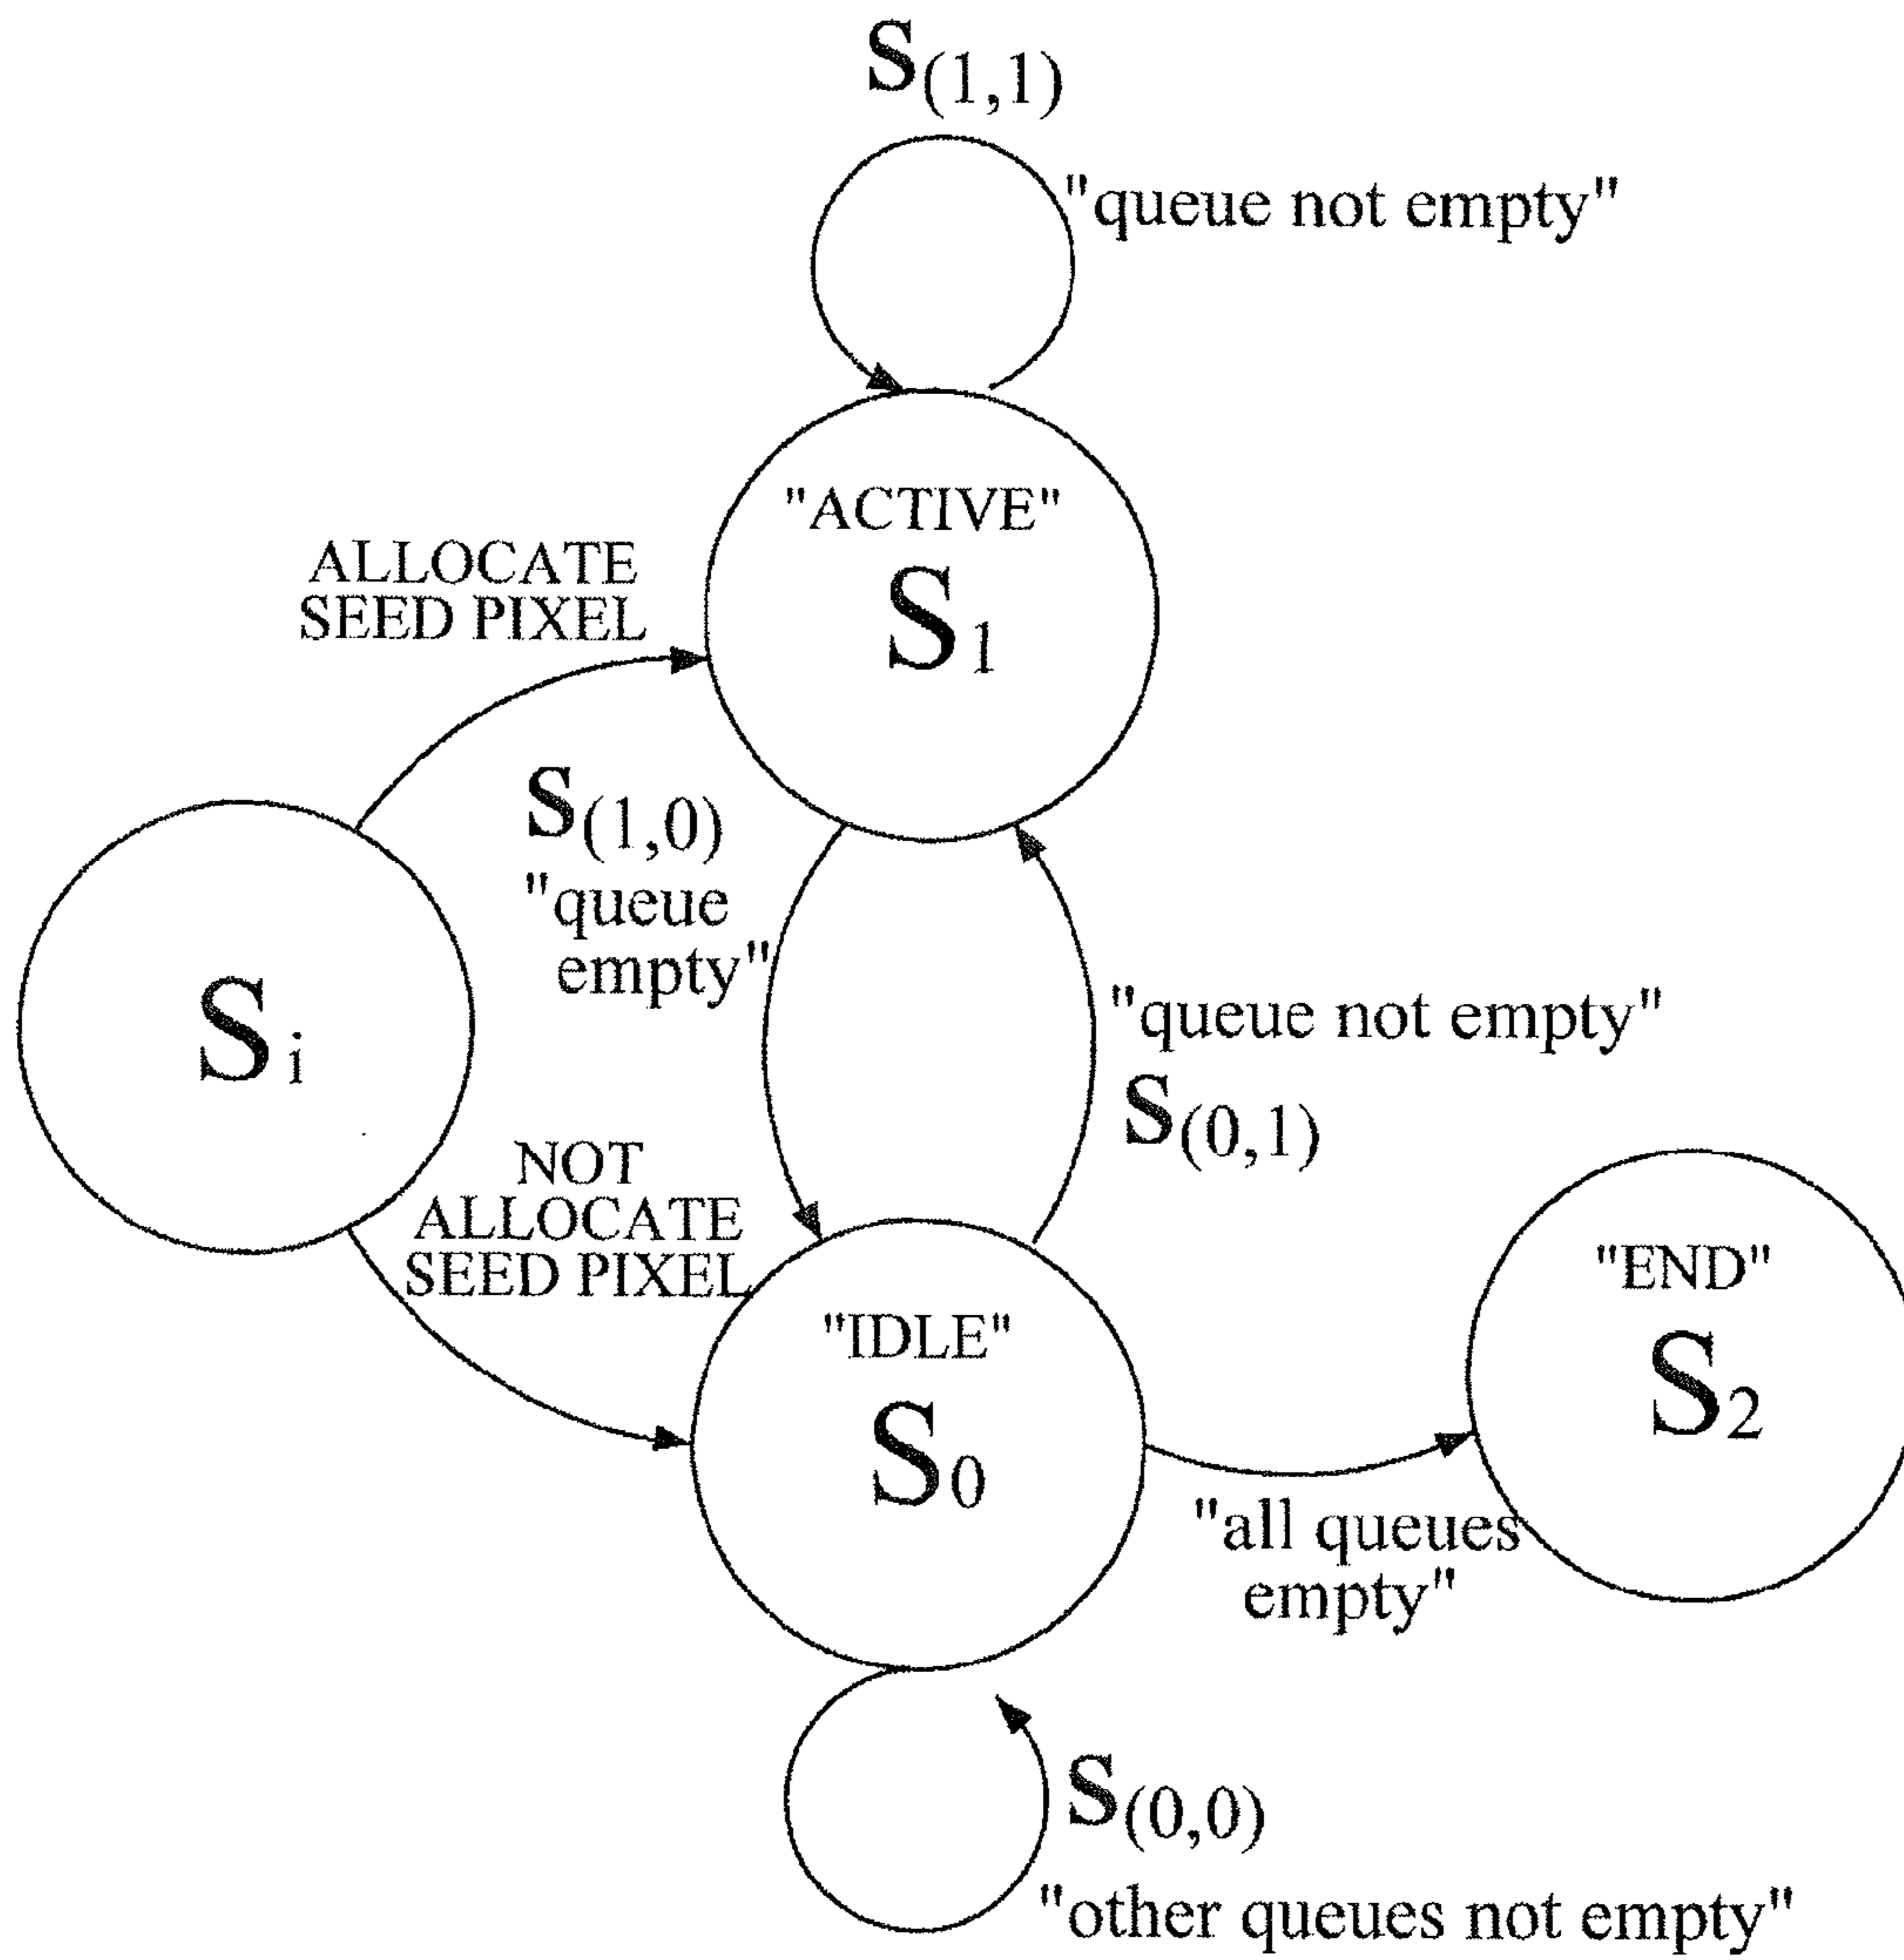 S(1,1)
"queue not empty"
"ACTIVE"
S1
ALLOCATE
SEED PIXEL
S(1,0)
"queue
empty"
Si
"queue not empty"
S(0,1)
NOT
ALLOCATE
SEED PIXEL
"IDLE"
S0
"END"
S2
"all queues
empty"
S(0,0)
"other queues not empty"